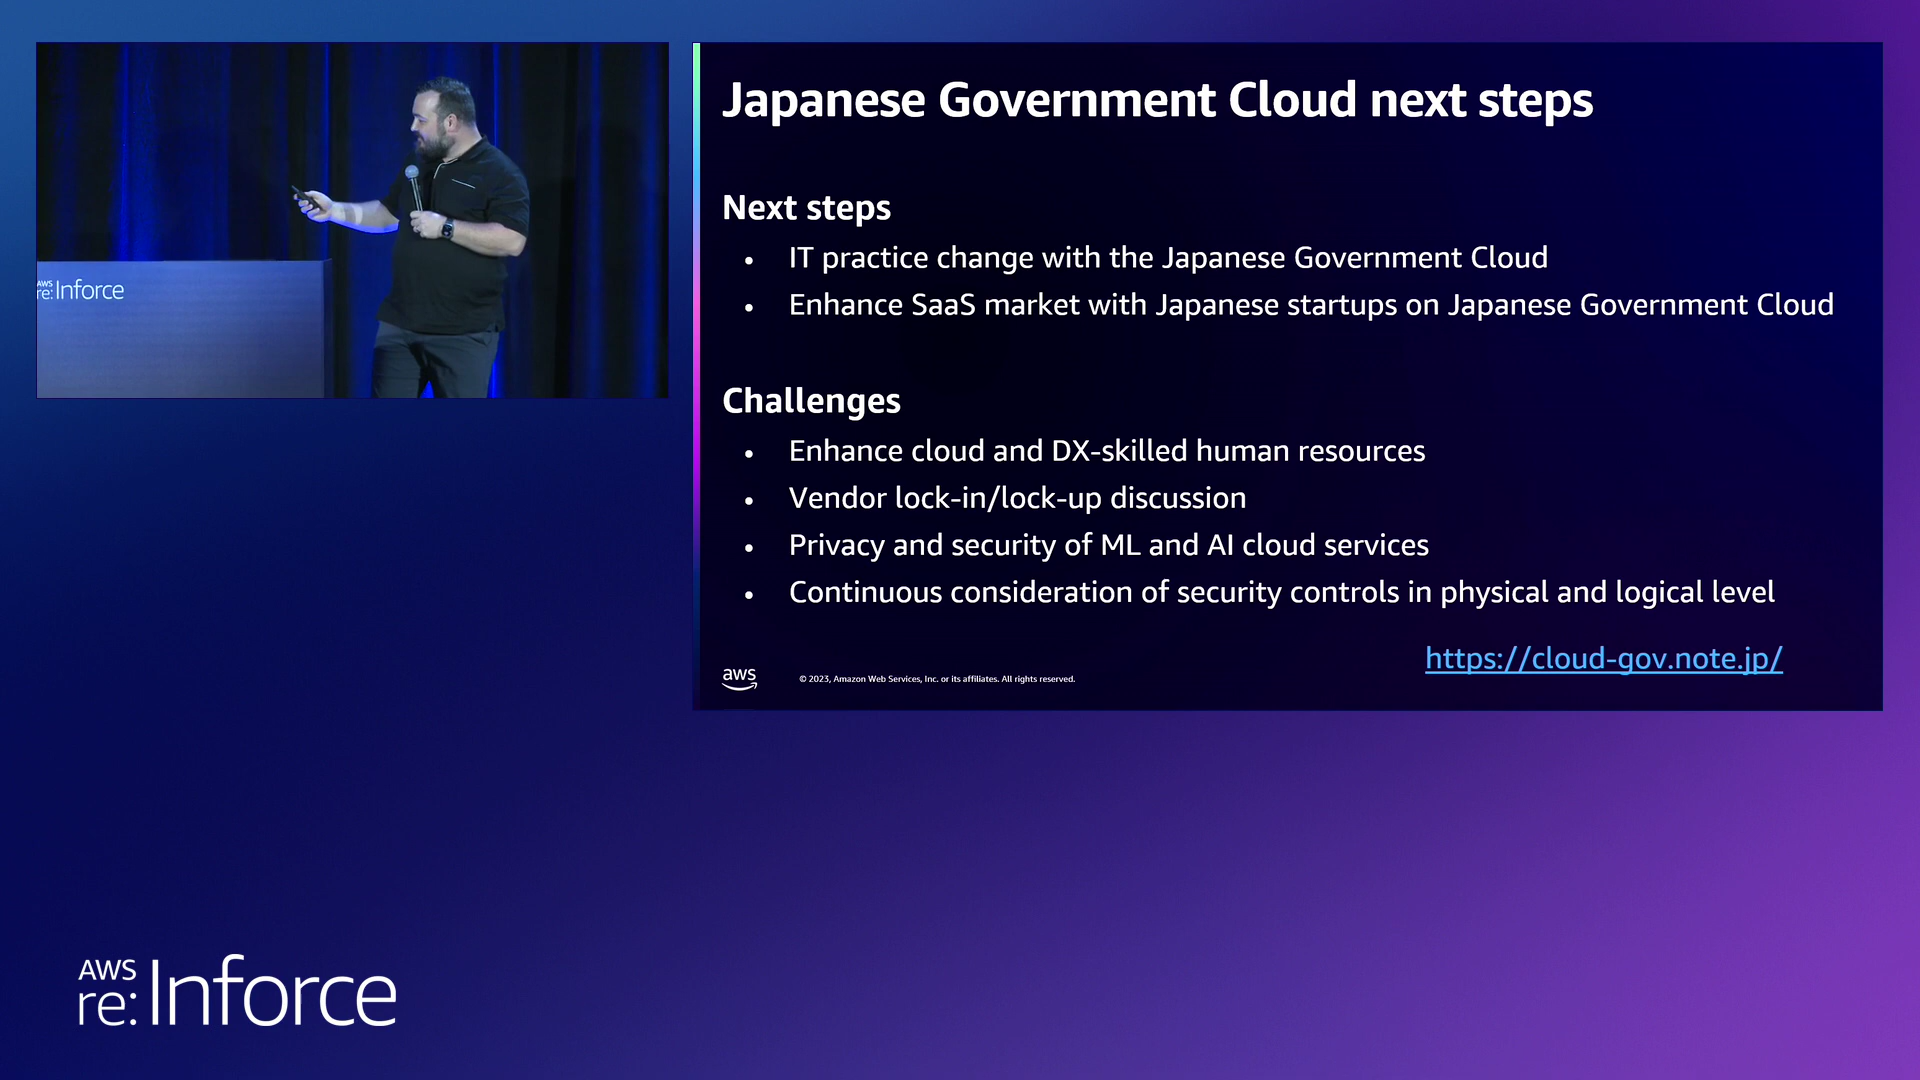 AWS
re:Inforce
Japanese Government Cloud next steps
Next steps
• IT practice change with the Japanese Government Cloud
• Enhance SaaS market with Japanese startups on Japanese Government Cloud
Challenges
• Enhance cloud and DX-skilled human resources
• Vendor lock-in/lock-up discussion
• Privacy and security of ML and AI cloud services
• Continuous consideration of security controls in physical and logical level
https://cloud-gov.note.jp/
aws
© 2023, Amazon Web Services, Inc. or its affiliates. All rights reserved.
AWS
re:Inforce